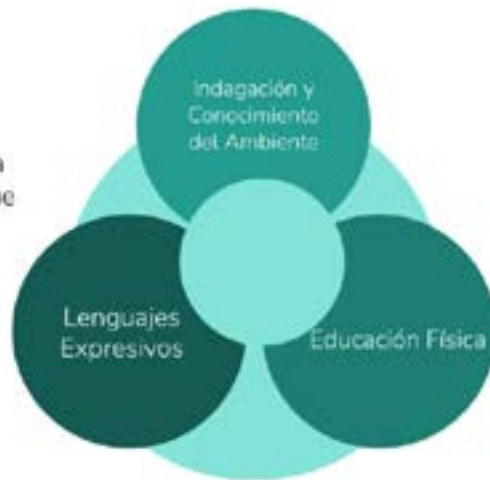 Indagación y
Conocimiento
del Ambiente
Lenguajes
Expresivos
Educación Física